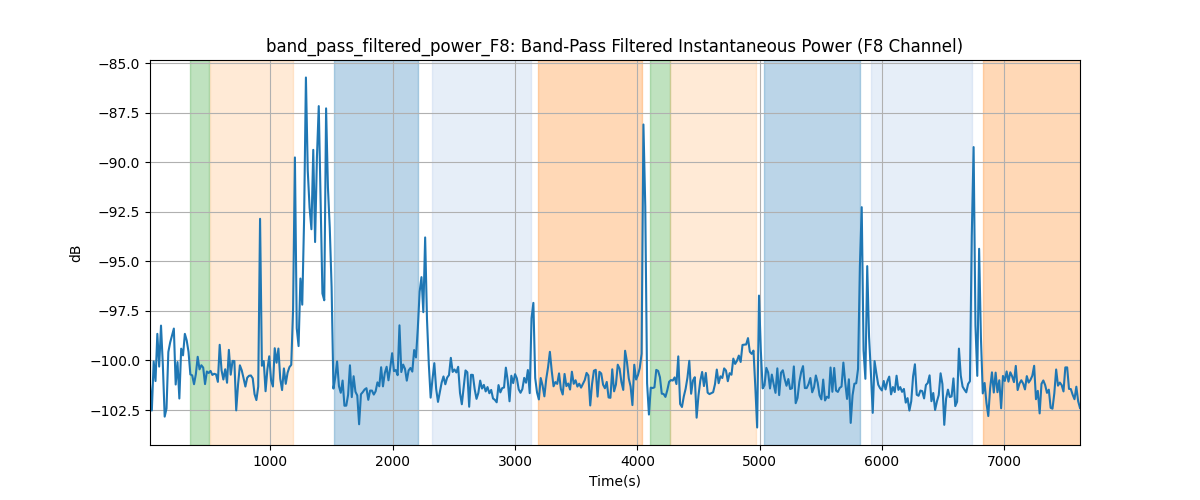 band_pass_filtered_power_F8: Band-Pass Filtered Instantaneous Power (F8 Channel)
−85.0
−87.5
−90.0
−92.5
−95.0
−97.5
−100.0
−102.5
dB
1000 2000 3000 4000 5000 6000 7000
Time(s)